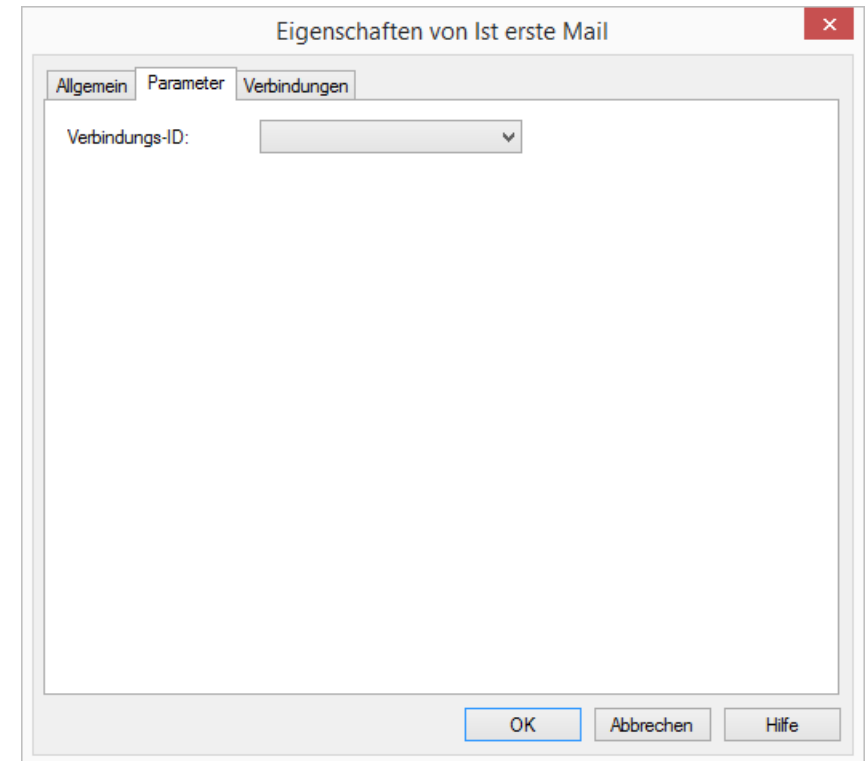 Eigenschaften von Ist erste Mail
Allgemein Parameter Verbindungen
Verbindungs-ID:
OK Abbrechen Hilfe